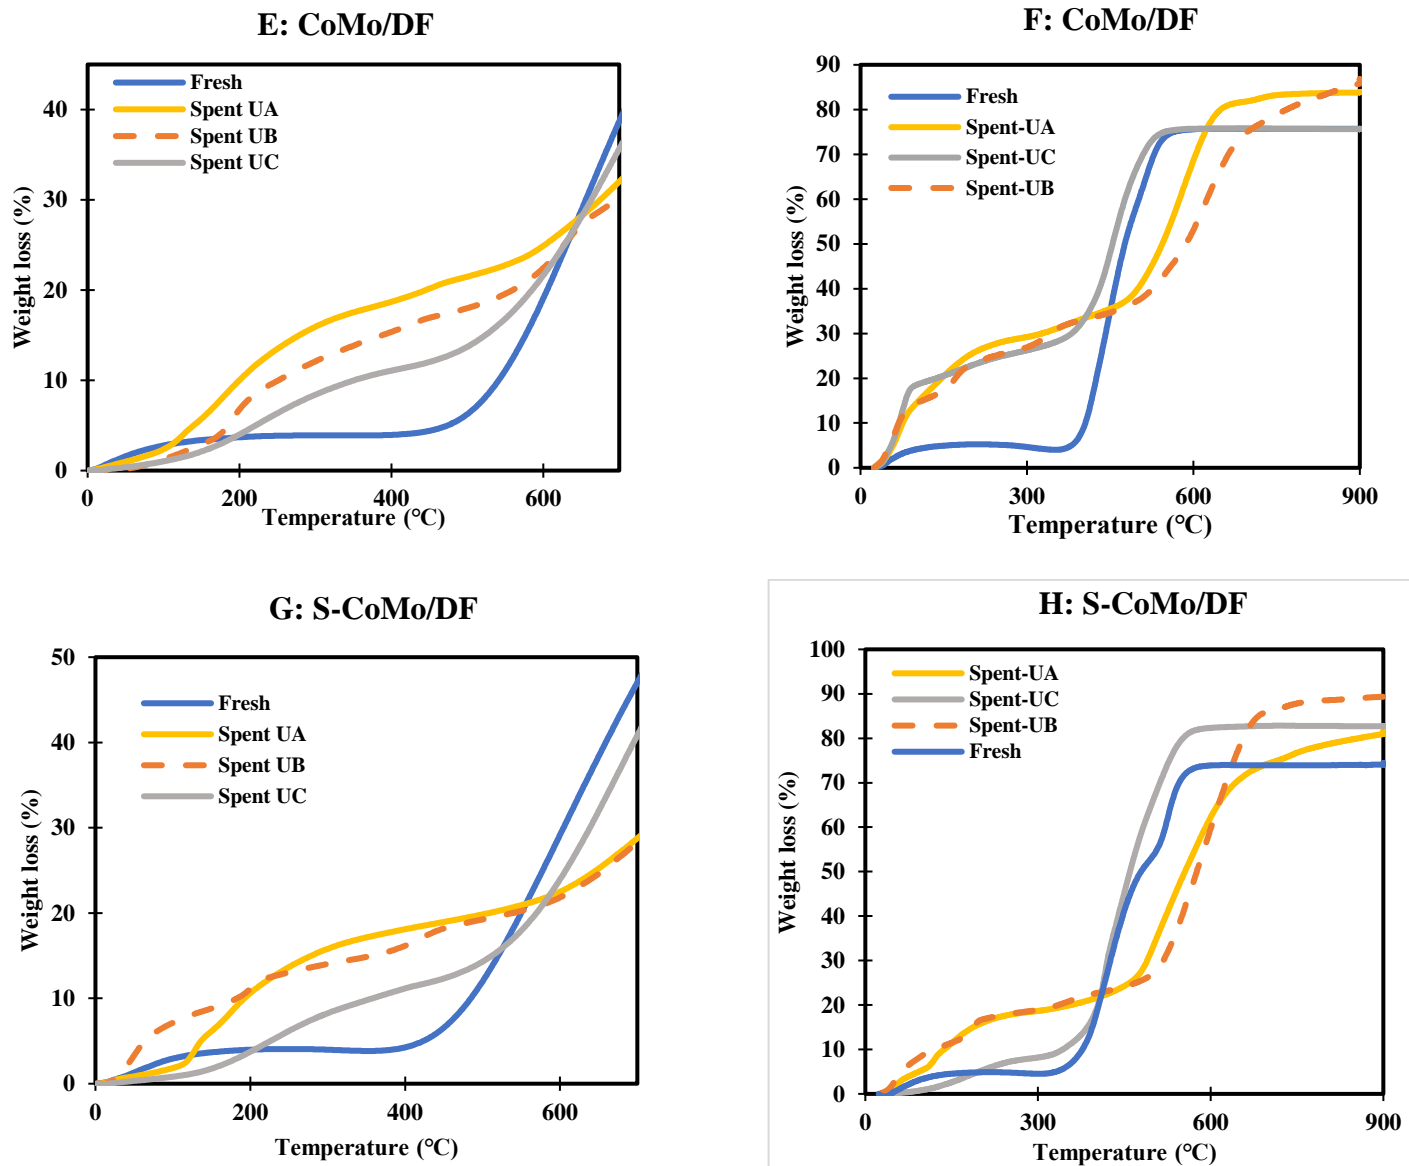 E: CoMo/DF
Fresh
Spent UA
Spent UB
Spent UC
40
30
20
10
0
0 200 400 600
Weight loss (%)
Temperature (℃)
F: CoMo/DF
Fresh
Spent-UA
Spent-UC
Spent-UB
90
80
70
60
50
40
30
20
10
0
0 300 600 900
Weight loss (%)
Temperature (℃)
G: S-CoMo/DF
Fresh
Spent UA
Spent UB
Spent UC
50
40
30
20
10
0
0 200 400 600
Weight loss (%)
Temperature (℃)
H: S-CoMo/DF
Spent-UA
Spent-UC
Spent-UB
Fresh
100
90
80
70
60
50
40
30
20
10
0
0 300 600 900
Weight loss (%)
Temperature (℃)